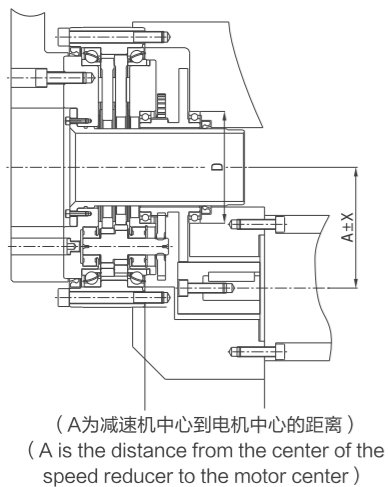 D
A±X
（A为减速机中心到电机中心的距离）
（A is the distance from the center of the
speed reducer to the motor center）